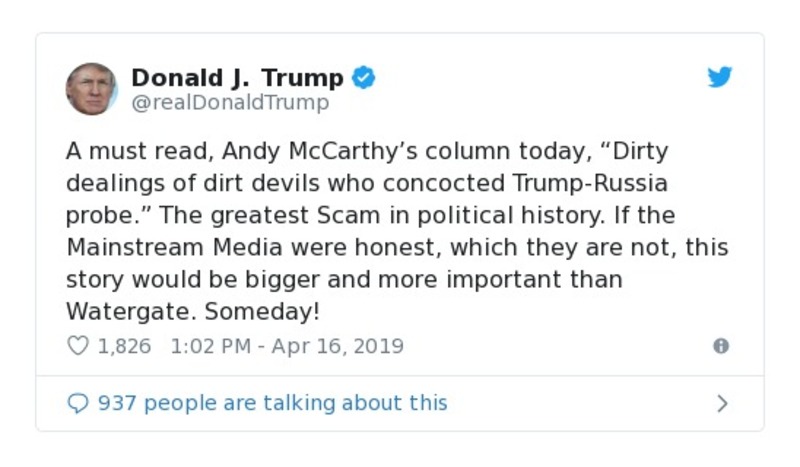 Donald J. Trump
@realDonaldTrump
A must read, Andy McCarthy’s column today, “Dirty
dealings of dirt devils who concocted Trump-Russia
probe.” The greatest Scam in political history. If the
Mainstream Media were honest, which they are not, this
story would be bigger and more important than
Watergate. Someday!
1,826 1:02 PM - Apr 16, 2019
937 people are talking about this